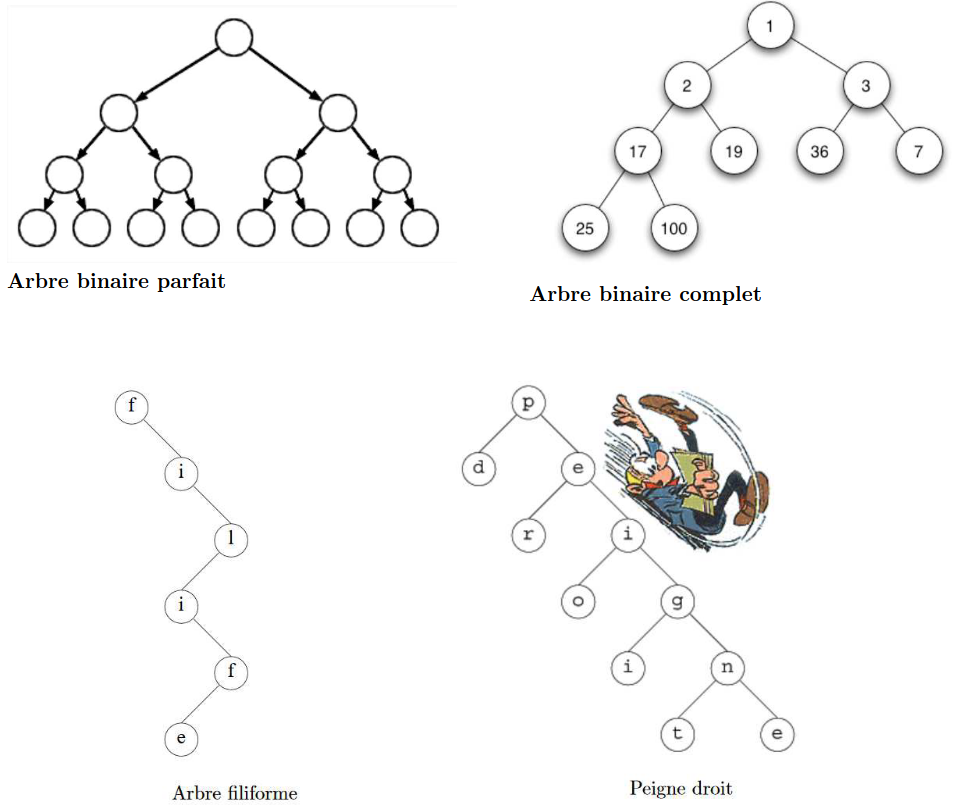 1
2 3
17 19 36 7
25 100
Arbre binaire parfait
Arbre binaire complet
f
i
l
i
f
e
Arbre filiforme
p
d e
r i
o g
i n
t e
Peigne droit